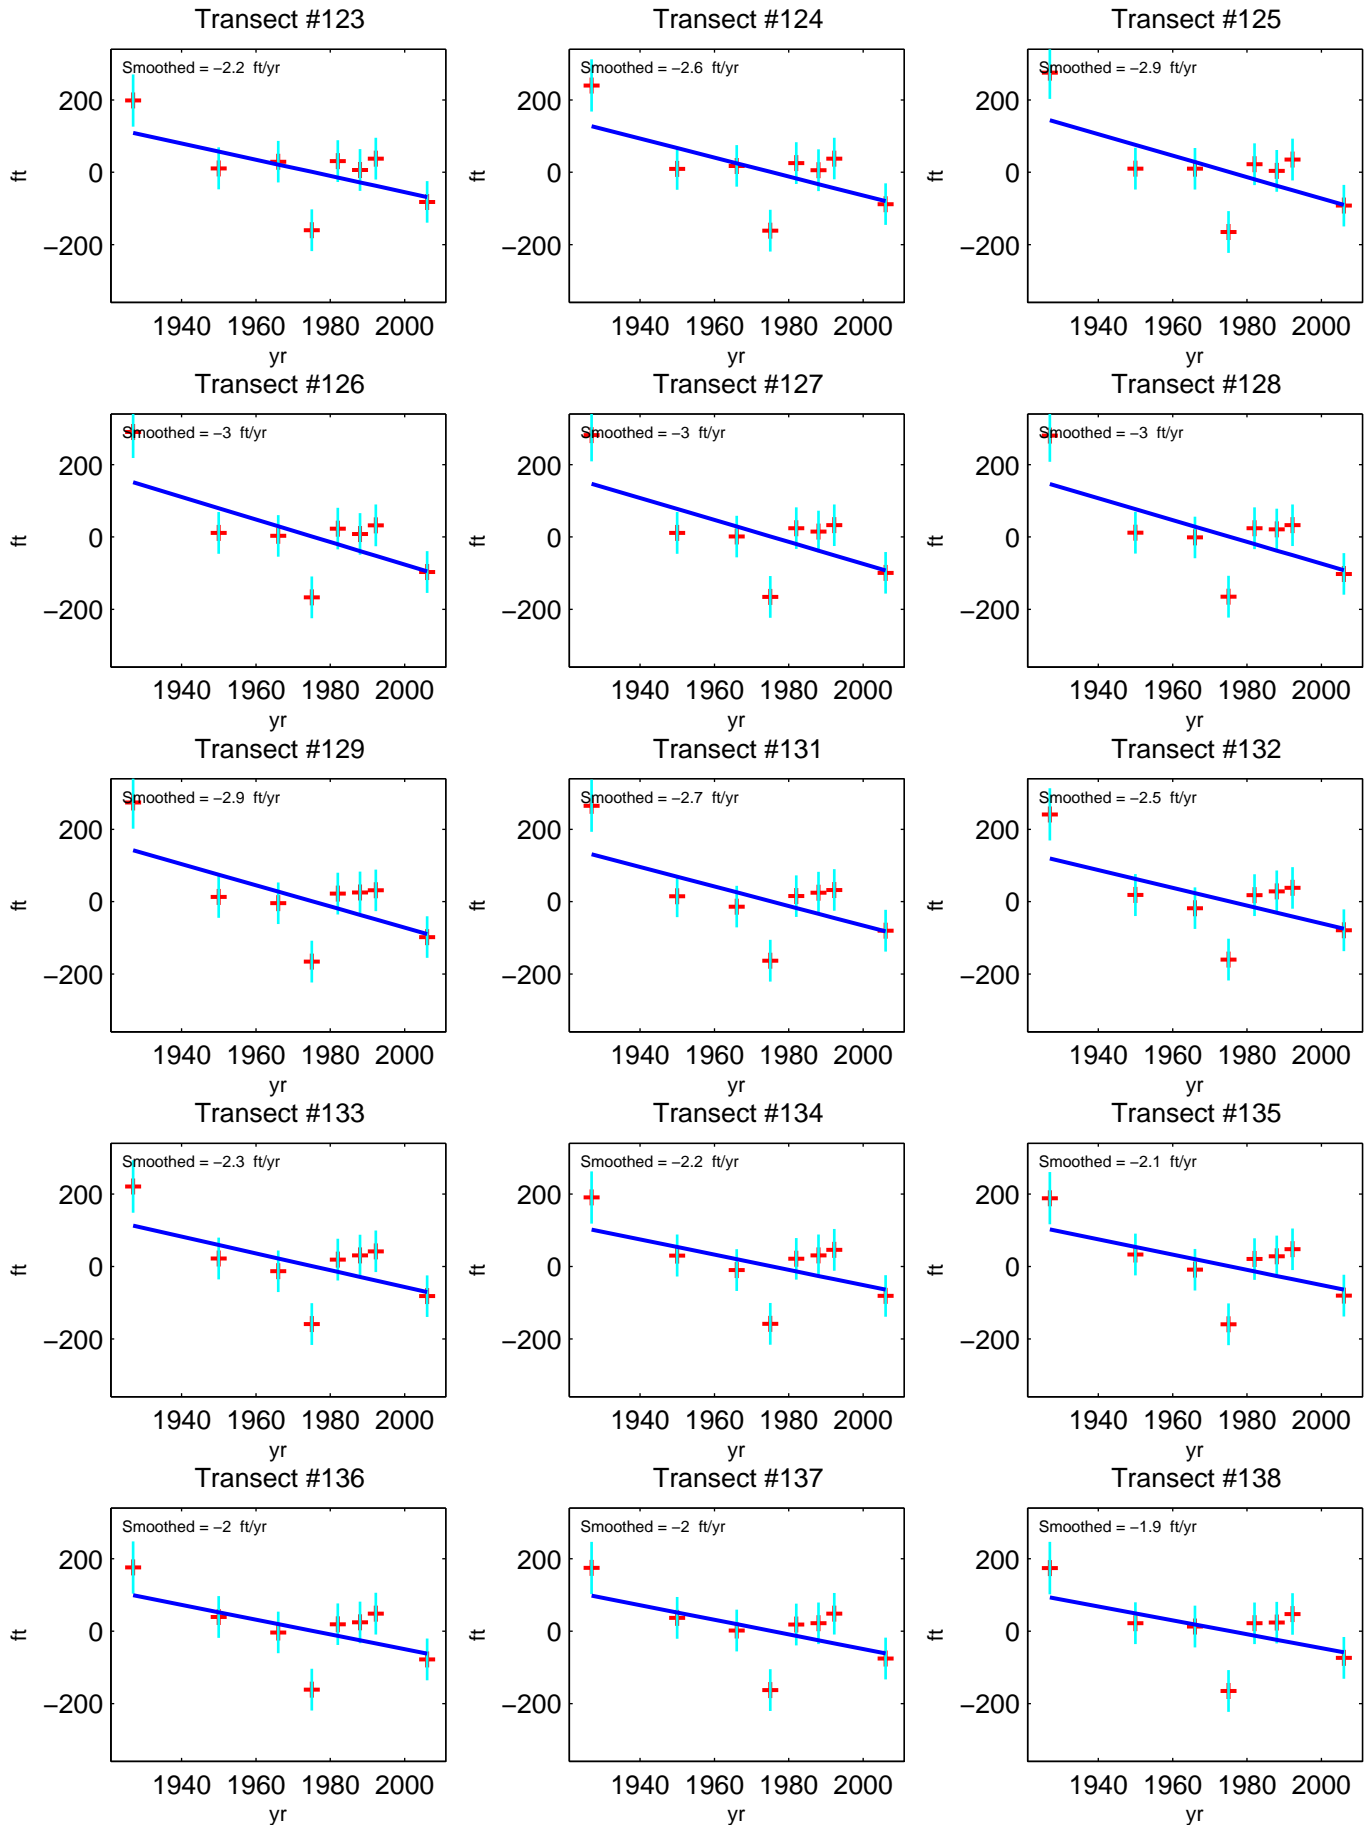 Transect #123
Transect #124
Transect #125
Smoothed = −2.2 ft/yr
Smoothed = −2.6 ft/yr
Smoothed = −2.9 ft/yr
200
0
−200
ft
1940 1960 1980 2000
yr
200
0
−200
ft
1940 1960 1980 2000
yr
200
0
−200
ft
1940 1960 1980 2000
yr
Transect #126
Transect #127
Transect #128
Smoothed = −3 ft/yr
Smoothed = −3 ft/yr
Smoothed = −3 ft/yr
200
0
−200
ft
1940 1960 1980 2000
yr
200
0
−200
ft
1940 1960 1980 2000
yr
200
0
−200
ft
1940 1960 1980 2000
yr
Transect #129
Transect #131
Transect #132
Smoothed = −2.9 ft/yr
Smoothed = −2.7 ft/yr
Smoothed = −2.5 ft/yr
200
0
−200
ft
1940 1960 1980 2000
yr
200
0
−200
ft
1940 1960 1980 2000
yr
200
0
−200
ft
1940 1960 1980 2000
yr
Transect #133
Transect #134
Transect #135
Smoothed = −2.3 ft/yr
Smoothed = −2.2 ft/yr
Smoothed = −2.1 ft/yr
200
0
−200
ft
1940 1960 1980 2000
yr
200
0
−200
ft
1940 1960 1980 2000
yr
200
0
−200
ft
1940 1960 1980 2000
yr
Transect #136
Transect #137
Transect #138
Smoothed = −2 ft/yr
Smoothed = −2 ft/yr
Smoothed = −1.9 ft/yr
200
0
−200
ft
1940 1960 1980 2000
yr
200
0
−200
ft
1940 1960 1980 2000
yr
200
0
−200
ft
1940 1960 1980 2000
yr